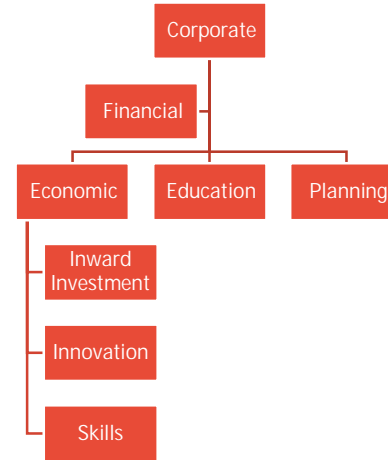 Corporate
Financial
Economic
Education
Planning
Inward
Investment
Innovation
Skills